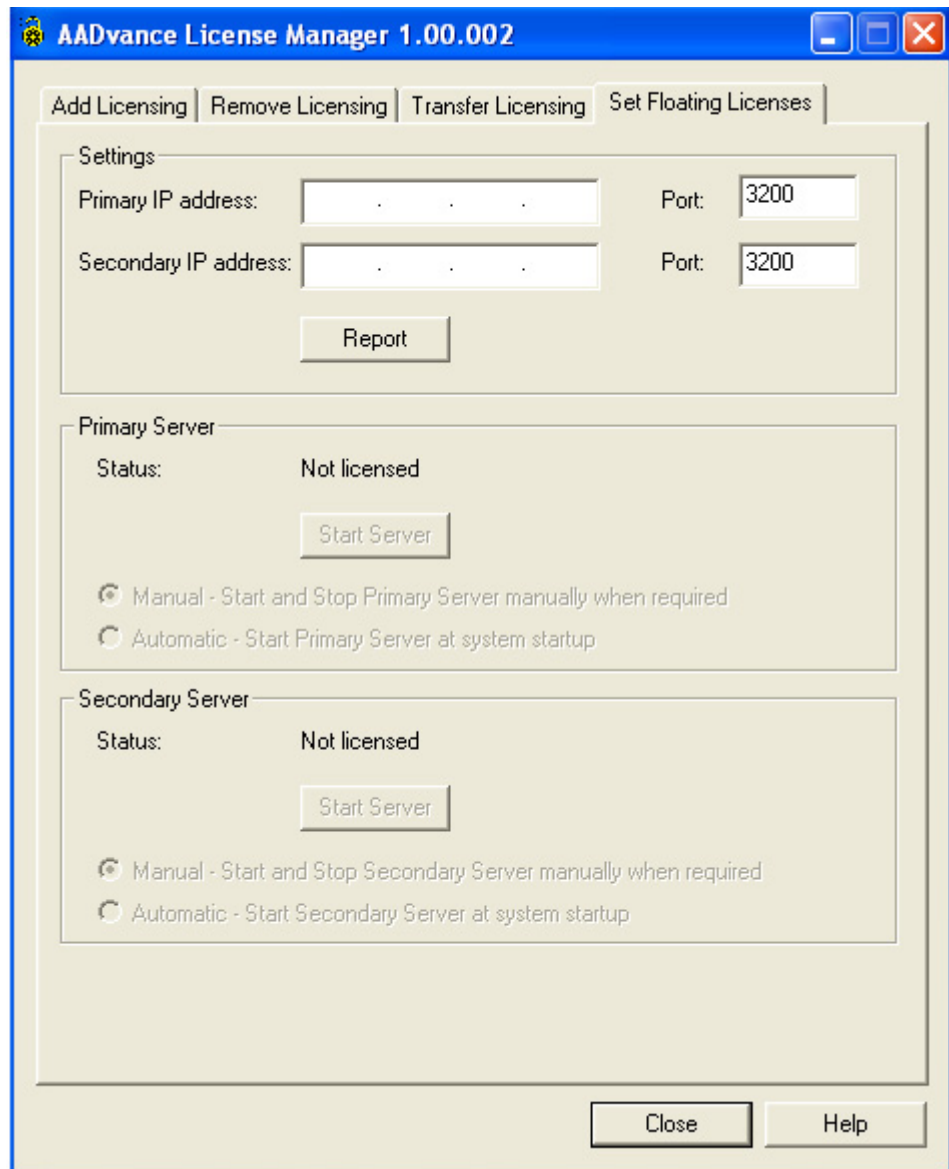 AADvance License Manager 1.00.002
Add Licensing Remove Licensing Transfer Licensing Set Floating Licenses
Settings
Primary IP address: . . . Port: 3200
Secondary IP address: . . . Port: 3200
Report
Primary Server
Status: Not licensed
Start Server
Manual - Start and Stop Primary Server manually when required
Automatic - Start Primary Server at system startup
Secondary Server
Status: Not licensed
Start Server
Manual - Start and Stop Secondary Server manually when required
Automatic - Start Secondary Server at system startup
Close Help